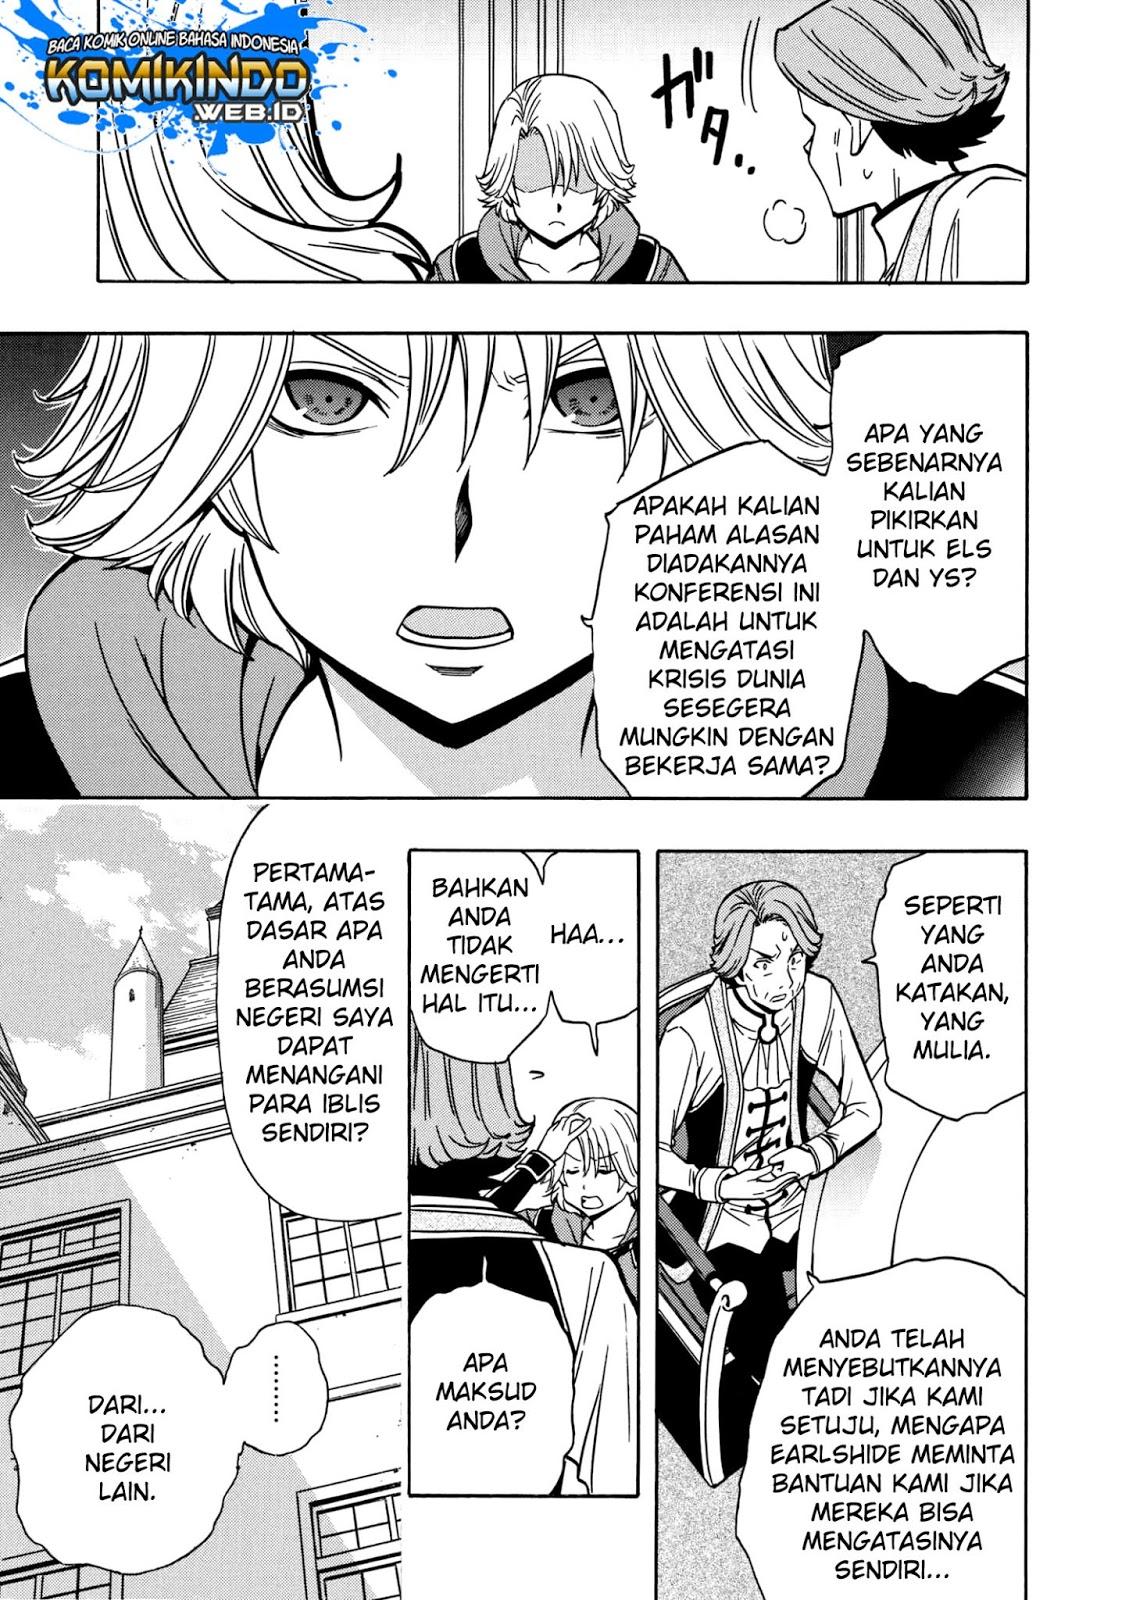 BACA KOMIK ONLINE BAHASA INDONESIA
KOMIKINDO
.WEB.ID
ガタ..
APA YANG
SEBENARNYA
KALIAN
PIKIRKAN
UNTUK ELS
DAN YS?
APAKAH KALIAN
PAHAM ALASAN
DIADAKANNYA
KONFERENSI INI
ADALAH UNTUK
MENGATASI
KRISIS DUNIA
SESEGERA
MUNGKIN DENGAN
BEKERJA SAMA?
SEPERTI
YANG
ANDA
KATAKAN,
YANG
MULIA.
ANDA TELAH
MENYEBUTKANNYA
TADI JIKA KAMI
SETUJU, MENGAPA
EARLSHIDE MEMINTA
BANTUAN KAMI JIKA
MEREKA BISA
MENGATASINYA
SENDIRI...
HAA...
BAHKAN
ANDA
TIDAK
MENGERTI
HAL ITU...
APA
MAKSUD
ANDA?
PERTAMA-
TAMA, ATAS
DASAR APA
ANDA
BERASUMSI
NEGERI SAYA
DAPAT
MENANGANI
PARA IBLIS
SENDIRI?
.........
DARI...
DARI
NEGERI
LAIN.